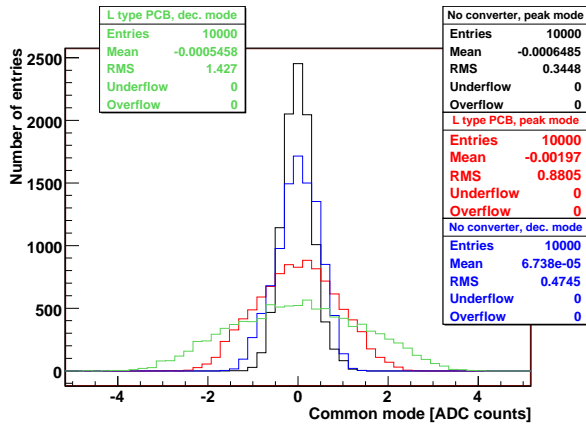 L type PCB, dec. mode
Entries 10000
Mean -0.0005458
RMS 1.427
Underflow 0
Overflow 0
No converter, peak mode
Entries 10000
Mean -0.0006485
RMS 0.3448
Underflow 0
Overflow 0
L type PCB, peak mode
Entries 10000
Mean -0.00197
RMS 0.8805
Underflow 0
Overflow 0
No converter, dec. mode
Entries 10000
Mean 6.738e-05
RMS 0.4745
Underflow 0
Overflow 0
Number of entries
2500
2000
1500
1000
500
0
-4 -2 0 2 4
Common mode [ADC counts]